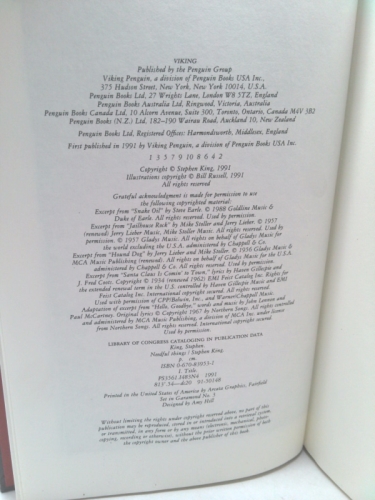 VIKING
Published by the Penguin Group
Viking Penguin, a division of Penguin Books USA Inc.,
375 Hudson Street, New York, New York 10014, U.S.A.
Penguin Books Ltd, 27 Wrights Lane, London W8 5TZ, England
Penguin Books Australia Ltd, Ringwood, Victoria, Australia
Penguin Books Canada Ltd, 10 Alcorn Avenue, Suite 300, Toronto, Ontario, Canada M4V 3B2
Penguin Books (N.Z.) Ltd, 182–190 Wairau Road, Auckland 10, New Zealand
Penguin Books Ltd, Registered Offices: Harmondsworth, Middlesex, England
First published in 1991 by Viking Penguin, a division of Penguin Books USA Inc.
1 3 5 7 9 10 8 6 4 2
Copyright © Stephen King, 1991
Illustrations copyright © Bill Russell, 1991
All rights reserved
Grateful acknowledgment is made for permission to use
the following copyrighted material:
Excerpt from "Snake Oil" by Steve Earle. © 1988 Goldline Music &
Duke of Earle. All rights reserved. Used by permission.
Excerpt from "Jailhouse Rock" by Mike Stoller and Jerry Lieber. © 1957
(renewed) Jerry Lieber Music, Mike Stoller Music. All rights reserved. Used by permission.
© 1957 Gladys Music. All rights on behalf of Gladys Music for
the world excluding the U.S.A. administered by Chappell & Co.
Excerpt from "Hound Dog" by Mike Stoller and Jerry Lieber. © 1956 Gladys Music &
MCA Music Publishing (renewed). All rights on behalf of Gladys Music
administered by Chappell & Co. All rights reserved. Used by permission.
Excerpt from "Santa Claus Is Comin' to Town," lyrics by Haven Gillespie and
J. Fred Coots. Copyright © 1934 (renewed 1962) EMI Feist Catalog Inc. Rights for
the extended renewal term in the U.S. controlled by Haven Gillespie Music and EMI
Feist Catalog Inc. International copyright secured. All rights reserved.
Used with permission of CPP/Belwin, Inc., and Warner/Chappell Music.
Adaptation of excerpt from "Hello, Goodbye," words and music by John Lennon and
Paul McCartney. Original lyrics © Copyright 1967 by Northern Songs. All rights controlled
and administered by MCA Music Publishing, a division of MCA Inc. under license
from Northern Songs. All rights reserved. International copyright secured.
Used by permission.
LIBRARY OF CONGRESS CATALOGING IN PUBLICATION DATA
King, Stephen,
Needful things / Stephen King.
p. cm.
ISBN 0-670-83953-1
I. Title.
PS3561.I483N4 1991
813'.54—dc20 91-50148
Printed in the United States of America by Arcata Graphics, Fairfield
Set in Garamond No. 3
Designed by Amy Hill
Without limiting the rights under copyright reserved above, no part of this
publication may be reproduced, stored in or introduced into a retrieval system,
or transmitted, in any form or by any means (electronic, mechanical, photo-
copying, recording or otherwise), without the prior written permission of both
the copyright owner and the above publisher of this book.